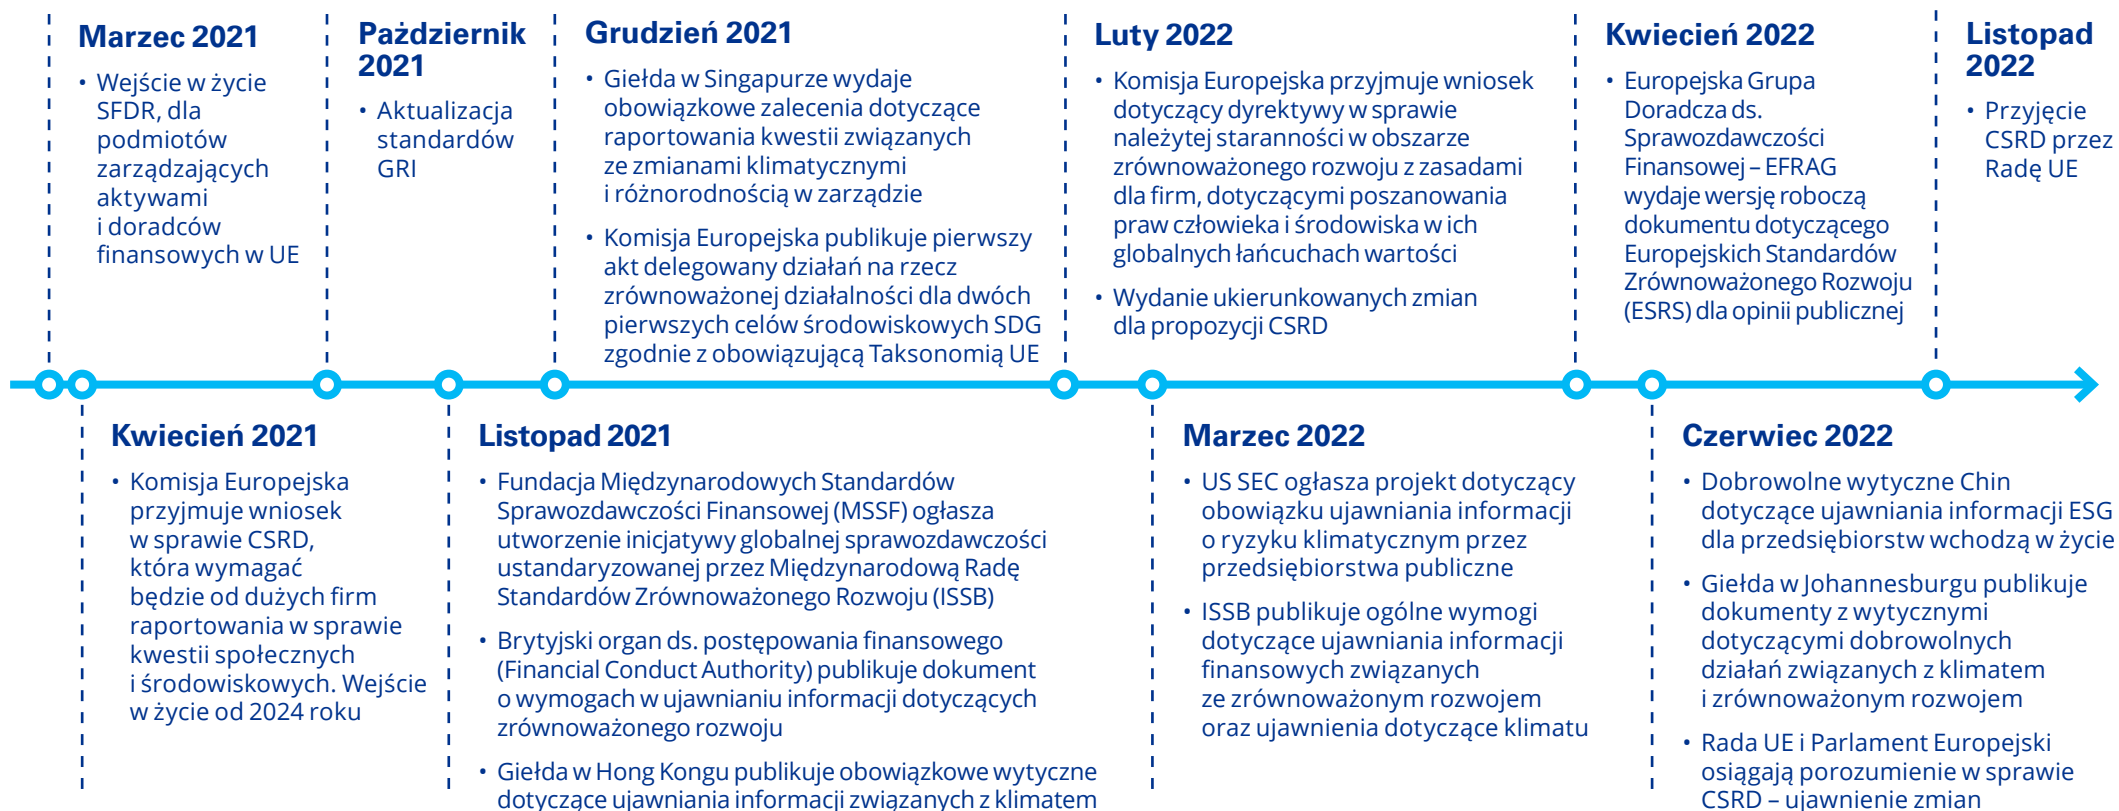 Marzec 2021
• Wejście w życie
SFDR, dla
podmiotów
zarządzających
aktywami
i doradców
finansowych w UE
Pażdziernik
2021
• Aktualizacja
standardów
GRI
Grudzień 2021
• Giełda w Singapurze wydaje
obowiązkowe zalecenia dotyczące
raportowania kwestii związanych
ze zmianami klimatycznymi
i różnorodnością w zarządzie
• Komisja Europejska publikuje pierwszy
akt delegowany działań na rzecz
zrównoważonej działalności dla dwóch
pierwszych celów środowiskowych SDG
zgodnie z obowiązującą Taksonomią UE
Luty 2022
• Komisja Europejska przyjmuje wniosek
dotyczący dyrektywy w sprawie
należytej staranności w obszarze
zrównoważonego rozwoju z zasadami
dla firm, dotyczącymi poszanowania
praw człowieka i środowiska w ich
globalnych łańcuchach wartości
• Wydanie ukierunkowanych zmian
dla propozycji CSRD
Kwiecień 2022
• Europejska Grupa
Doradcza ds.
Sprawozdawczości
Finansowej – EFRAG
wydaje wersję roboczą
dokumentu dotyczącego
Europejskich Standardów
Zrównoważonego Rozwoju
(ESRS) dla opinii publicznej
Listopad
2022
• Przyjęcie
CSRD przez
Radę UE
Kwiecień 2021
• Komisja Europejska
przyjmuje wniosek
w sprawie CSRD,
która wymagać
będzie od dużych firm
raportowania w sprawie
kwestii społecznych
i środowiskowych. Wejście
w życie od 2024 roku
Listopad 2021
• Fundacja Międzynarodowych Standardów
Sprawozdawczości Finansowej (MSSF) ogłasza
utworzenie inicjatywy globalnej sprawozdawczości
ustandaryzowanej przez Międzynarodową Radę
Standardów Zrównoważonego Rozwoju (ISSB)
• Brytyjski organ ds. postępowania finansowego
(Financial Conduct Authority) publikuje dokument
o wymogach w ujawnianiu informacji dotyczących
zrównoważonego rozwoju
• Giełda w Hong Kongu publikuje obowiązkowe wytyczne
dotyczące ujawniania informacji związanych z klimatem
Marzec 2022
• US SEC ogłasza projekt dotyczący
obowiązku ujawniania informacji
o ryzyku klimatycznym przez
przedsiębiorstwa publiczne
• ISSB publikuje ogólne wymogi
dotyczące ujawniania informacji
finansowych związanych
ze zrównoważonym rozwojem
oraz ujawnienia dotyczące klimatu
Czerwiec 2022
• Dobrowolne wytyczne Chin
dotyczące ujawniania informacji ESG
dla przedsiębiorstw wchodzą w życie
• Giełda w Johannesburgu publikuje
dokumenty z wytycznymi
dotyczącymi dobrowolnych
działań związanych z klimatem
i zrównoważonym rozwojem
• Rada UE i Parlament Europejski
osiągają porozumienie w sprawie
CSRD – ujawnienie zmian